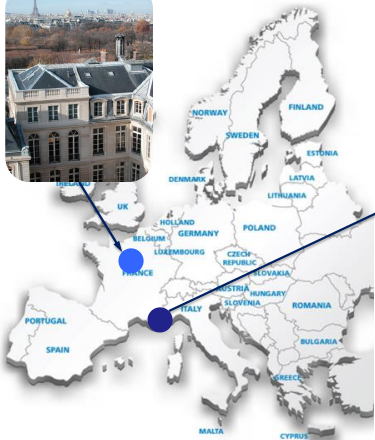 NORWAY
FINLAND
SWEDEN
ESTONIA
LATVIA
DENMARK
LITHUANIA
IRELAND
UK
HOLLAND
POLAND
GERMANY
BELGIUM
LUXEMBOURG
CZECH
REPUBLIC
FRANCE
SLOVAKIA
AUSTRIA
HUNGARY
SLOVENIA
ITALY
ROMANIA
PORTUGAL
BULGARIA
SPAIN
GREECE
MALTA
CYPRUS